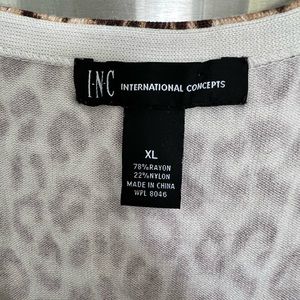 I·N·C INTERNATIONAL CONCEPTS
XL
78%RAYON
22%NYLON
MADE IN CHINA
WPL 8046